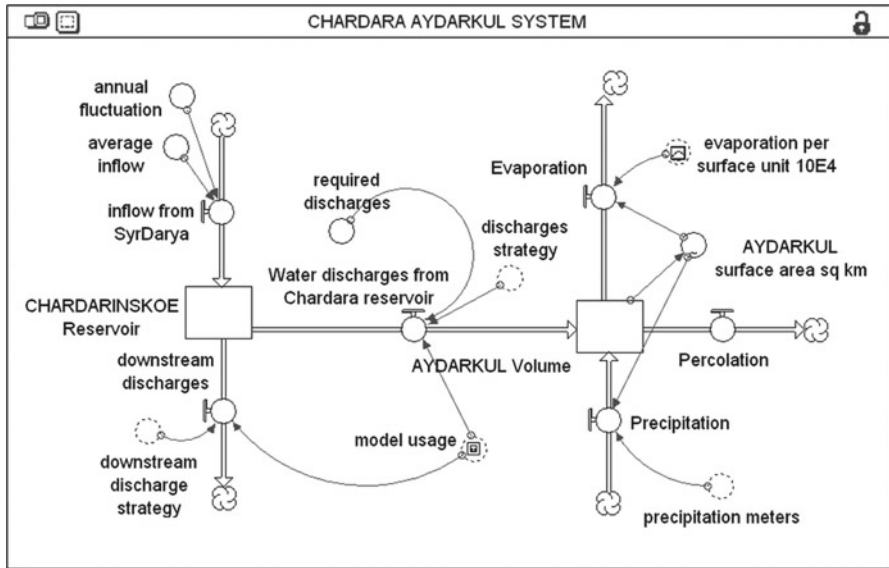 CHARDARA AYDARKUL SYSTEM
annual
fluctuation
average
inflow
inflow from
SyrDarya
CHARDARINSKOE
Reservoir
downstream
discharges
downstream
discharge
strategy
required
discharges
discharges
strategy
Water discharges from
Chardara reservoir
model usage
AYDARKUL Volume
Evaporation
evaporation per
surface unit 10E4
AYDARKUL
surface area sq km
Percolation
Precipitation
precipitation meters